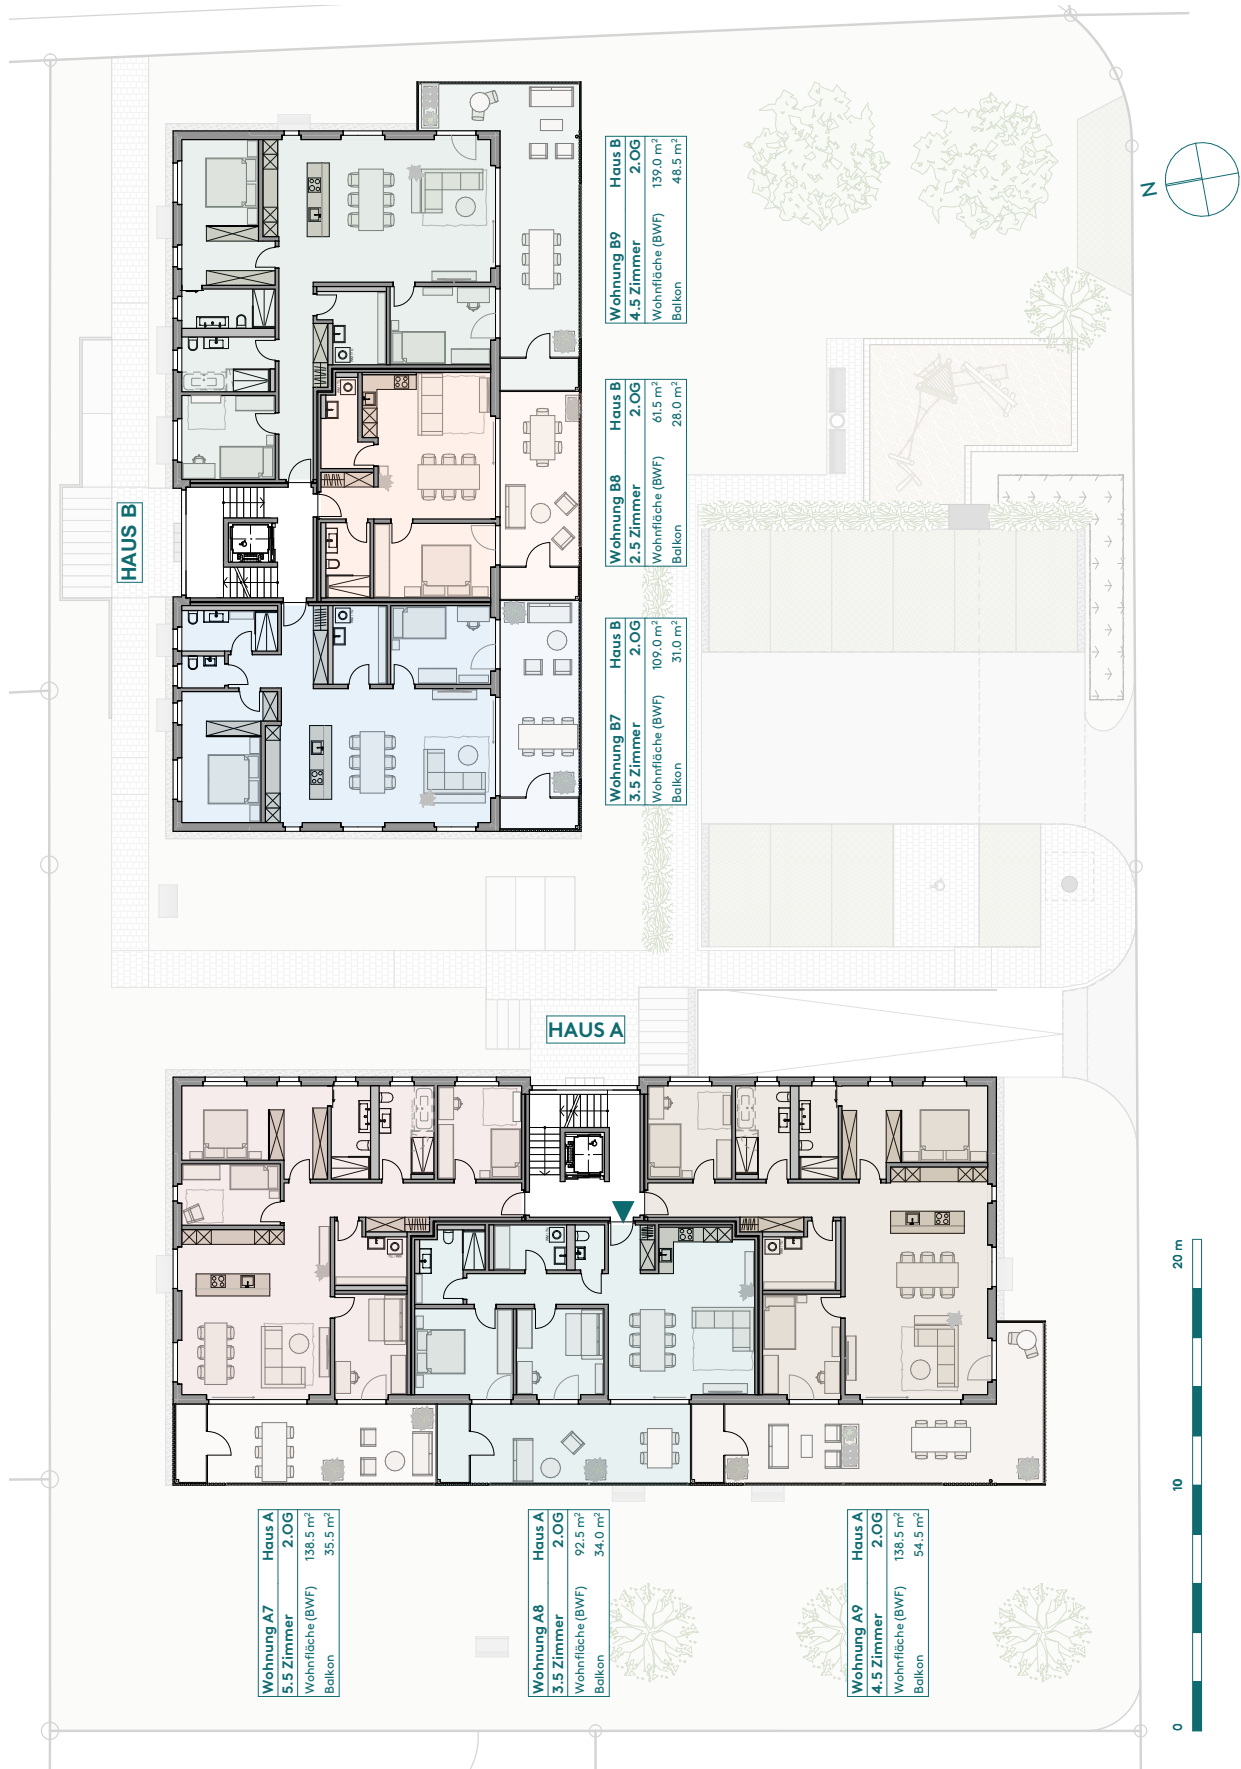 Wohnung B9 Haus B
4.5 Zimmer 2.OG
Wohnfläche (BWF) 139.0 m²
Balkon 48.5 m²
N
Wohnung B8 Haus B
2.5 Zimmer 2.OG
Wohnfläche (BWF) 61.5 m²
Balkon 28.0 m²
HAUS B
Wohnung B7 Haus B
3.5 Zimmer 2.OG
Wohnfläche (BWF) 109.0 m²
Balkon 31.0 m²
HAUS A
20 m
10
0
Wohnung A7 Haus A
5.5 Zimmer 2.OG
Wohnfläche (BWF) 138.5 m²
Balkon 35.5 m²
Wohnung A8 Haus A
3.5 Zimmer 2.OG
Wohnfläche (BWF) 92.5 m²
Balkon 34.0 m²
Wohnung A9 Haus A
4.5 Zimmer 2.OG
Wohnfläche (BWF) 138.5 m²
Balkon 54.5 m²